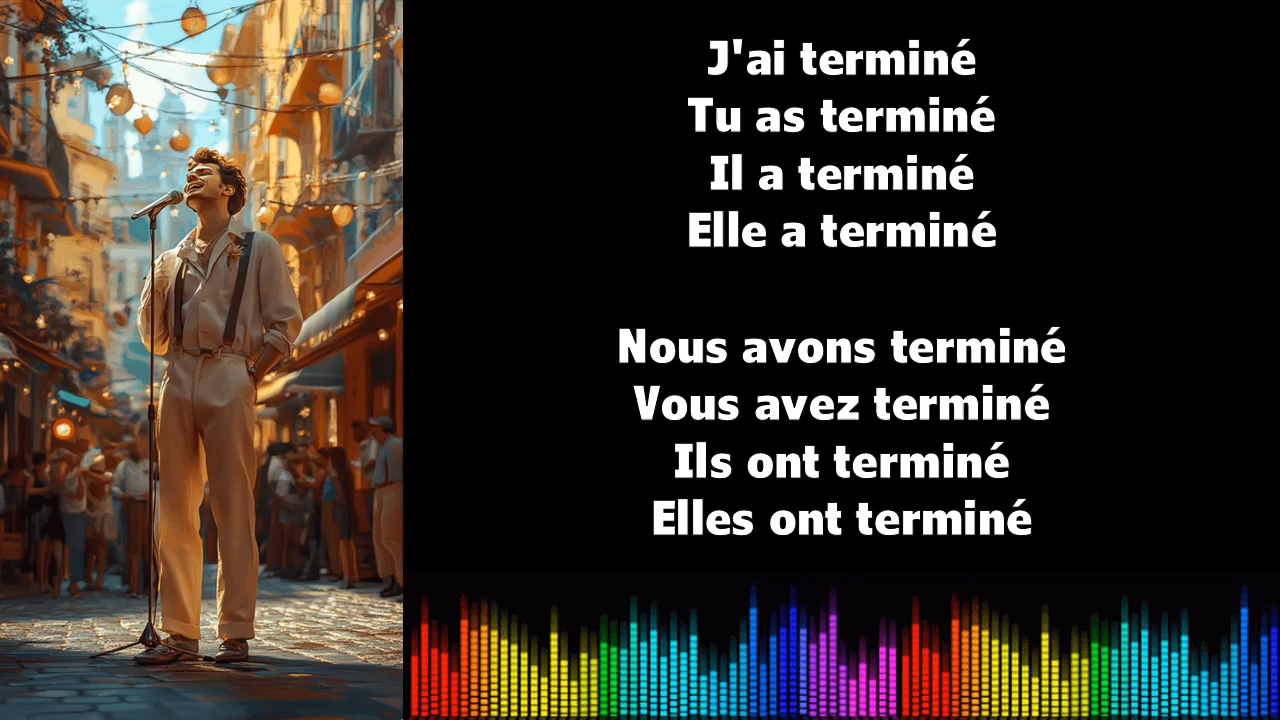 J'ai terminé
Tu as terminé
Il a terminé
Elle a terminé
Nous avons terminé
Vous avez terminé
Ils ont terminé
Elles ont terminé